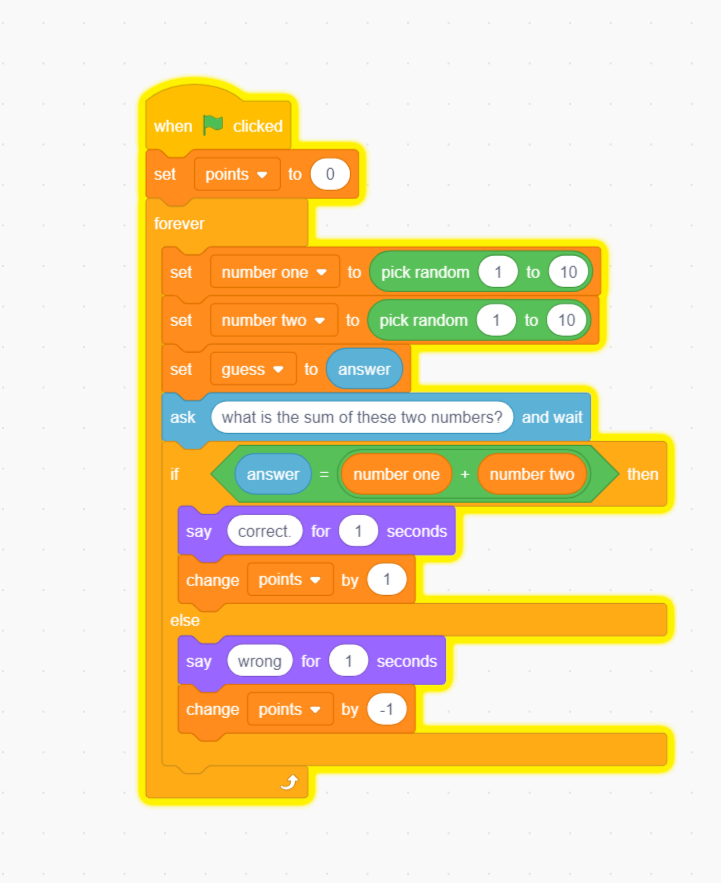 when clicked
set points to 0
forever
set number one to pick random 1 to 10
set number two to pick random 1 to 10
set guess to answer
ask what is the sum of these two numbers? and wait
if answer = number one + number two then
say correct. for 1 seconds
change points by 1
else
say wrong for 1 seconds
change points by -1